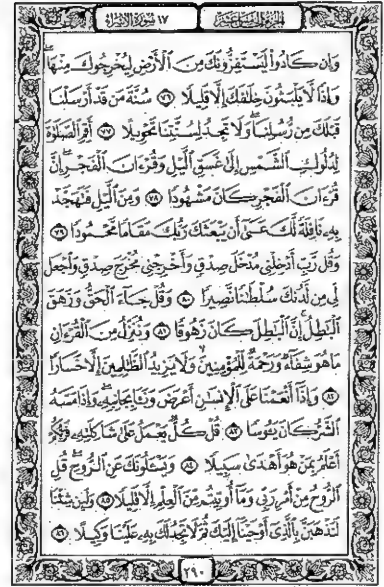 الجزء الخامس عشر
١٧ سورة الإسراء
وَإِن كَادُوا۟ لَيَسْتَفِزُّونَكَ مِنَ ٱلْأَرْضِ لِيُخْرِجُوكَ مِنْهَا ۖ
وَإِذًا لَّا يَلْبَثُونَ خِلَٰفَكَ إِلَّا قَلِيلًا ٧٦ سُنَّةَ مَن قَدْ أَرْسَلْنَا
قَبْلَكَ مِن رُّسُلِنَا ۖ وَلَا تَجِدُ لِسُنَّتِنَا تَحْوِيلًا ٧٧ أَقِمِ ٱلصَّلَوٰةَ
لِدُلُوكِ ٱلشَّمْسِ إِلَىٰ غَسَقِ ٱلَّيْلِ وَقُرْءَانَ ٱلْفَجْرِ ۖ إِنَّ
قُرْءَانَ ٱلْفَجْرِ كَانَ مَشْهُودًا ٧٨ وَمِنَ ٱلَّيْلِ فَتَهَجَّدْ
بِهِۦ نَافِلَةً لَّكَ عَسَىٰٓ أَن يَبْعَثَكَ رَبُّكَ مَقَامًا مَّحْمُودًا ٧٩
وَقُل رَّبِّ أَدْخِلْنِى مُدْخَلَ صِدْقٍ وَأَخْرِجْنِى مُخْرَجَ صِدْقٍ وَٱجْعَل
لِّى مِن لَّدُنكَ سُلْطَٰنًا نَّصِيرًا ٨٠ وَقُلْ جَآءَ ٱلْحَقُّ وَزَهَقَ
ٱلْبَٰطِلُ ۚ إِنَّ ٱلْبَٰطِلَ كَانَ زَهُوقًا ٨١ وَنُنَزِّلُ مِنَ ٱلْقُرْءَانِ
مَا هُوَ شِفَآءٌ وَرَحْمَةٌ لِّلْمُؤْمِنِينَ ۙ وَلَا يَزِيدُ ٱلظَّٰلِمِينَ إِلَّا خَسَارًا
٨٢ وَإِذَآ أَنْعَمْنَا عَلَى ٱلْإِنسَٰنِ أَعْرَضَ وَنَـَٔا بِجَانِبِهِۦ ۖ وَإِذَا مَسَّهُ
ٱلشَّرُّ كَانَ يَـُٔوسًا ٨٣ قُلْ كُلٌّ يَعْمَلُ عَلَىٰ شَاكِلَتِهِۦ فَرَبُّكُمْ
أَعْلَمُ بِمَنْ هُوَ أَهْدَىٰ سَبِيلًا ٨٤ وَيَسْـَٔلُونَكَ عَنِ ٱلرُّوحِ ۖ قُلِ
ٱلرُّوحُ مِنْ أَمْرِ رَبِّى وَمَآ أُوتِيتُم مِّنَ ٱلْعِلْمِ إِلَّا قَلِيلًا ٨٥ وَلَئِن شِئْنَا
لَنَذْهَبَنَّ بِٱلَّذِىٓ أَوْحَيْنَآ إِلَيْكَ ثُمَّ لَا تَجِدُ لَكَ بِهِۦ عَلَيْنَا وَكِيلًا ٨٦
٢٩٠